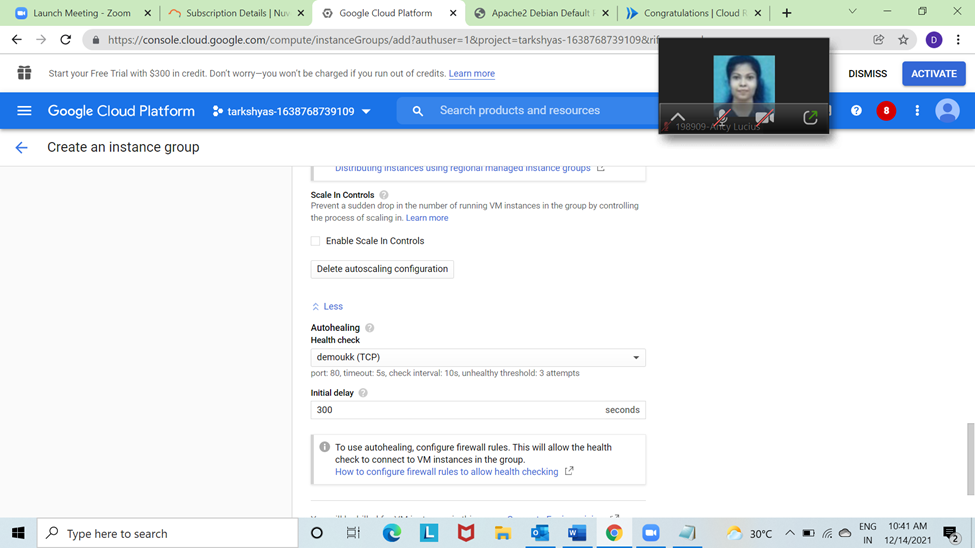 Launch Meeting - Zoom
Subscription Details | Nuv
Google Cloud Platform
Apache2 Debian Default
Congratulations | Cloud R
https://console.cloud.google.com/compute/instanceGroups/add?authuser=1&project=tarkshyas-1638768739109&rif
D
Start your Free Trial with $300 in credit. Don't worry—you won't be charged if you run out of credits. Learn more
DISMISS
ACTIVATE
Google Cloud Platform
tarkshyas-1638768739109
Search products and resources
8
198909-Ancy Lucius
Create an instance group
Distributing instances using regional managed instance groups
Scale In Controls
Prevent a sudden drop in the number of running VM instances in the group by controlling
the process of scaling in. Learn more
Enable Scale In Controls
Delete autoscaling configuration
Less
Autohealing
Health check
demoukk (TCP)
port: 80, timeout: 5s, check interval: 10s, unhealthy threshold: 3 attempts
Initial delay
300
seconds
To use autohealing, configure firewall rules. This will allow the health
check to connect to VM instances in the group.
How to configure firewall rules to allow health checking
Type here to search
30°C
ENG
IN
10:41 AM
12/14/2021
2